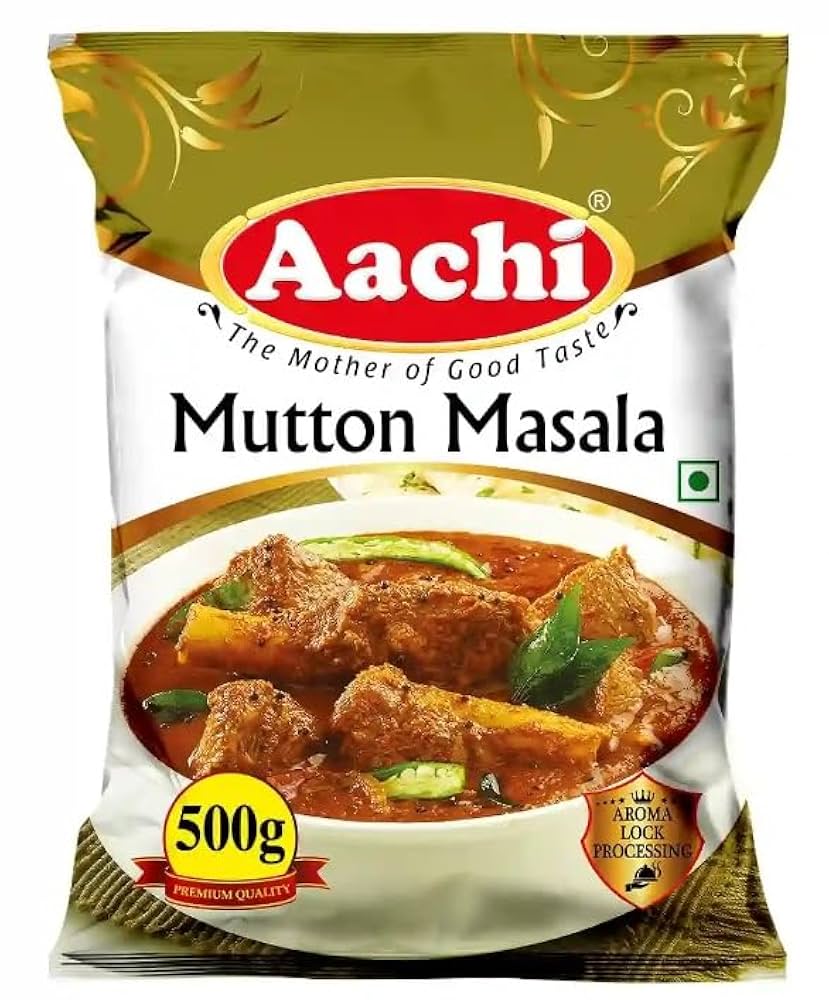 Aachi®
The Mother of Good Taste
Mutton Masala
500g
PREMIUM QUALITY
AROMA
LOCK
PROCESSING